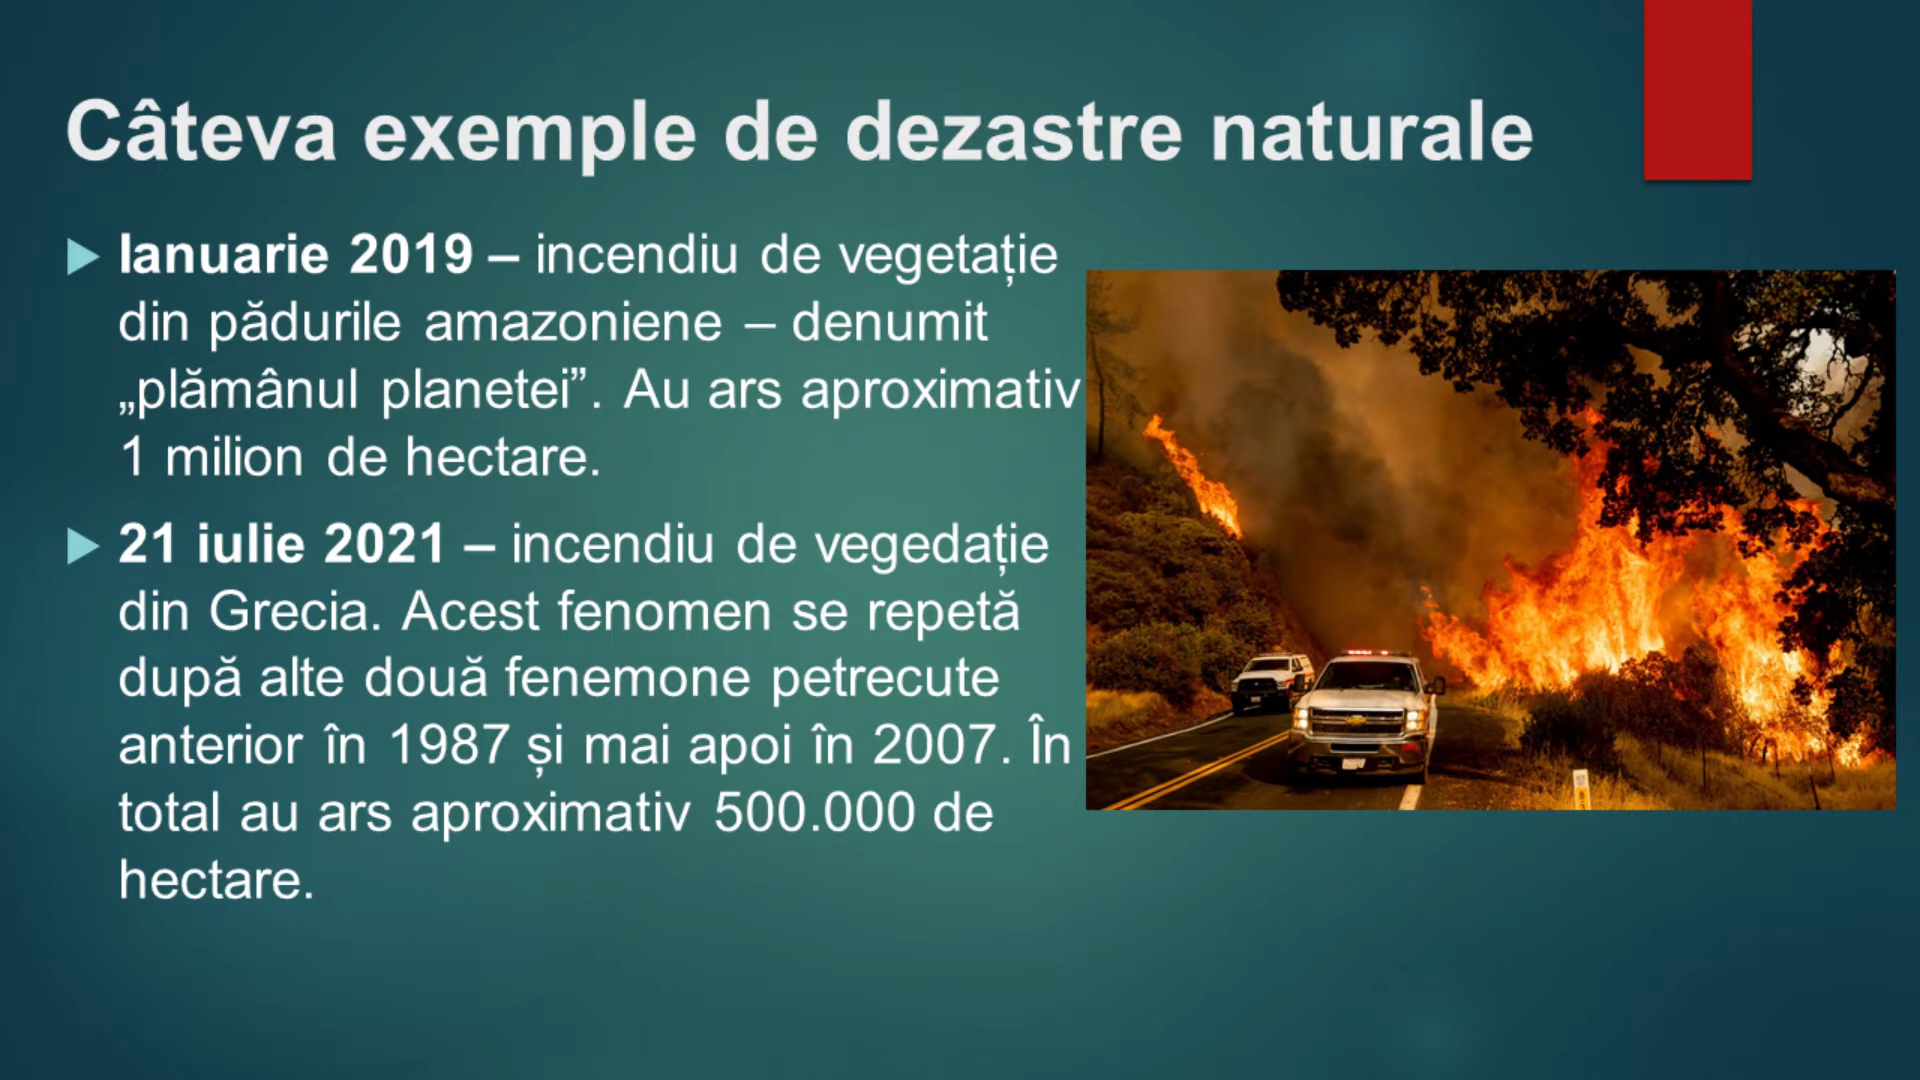 Câteva exemple de dezastre naturale
Ianuarie 2019 – incendiu de vegetație
din pădurile amazoniene – denumit
„plămânul planetei”. Au ars aproximativ
1 milion de hectare.
21 iulie 2021 – incendiu de vegedație
din Grecia. Acest fenomen se repetă
după alte două fenemone petrecute
anterior în 1987 și mai apoi în 2007. În
total au ars aproximativ 500.000 de
hectare.